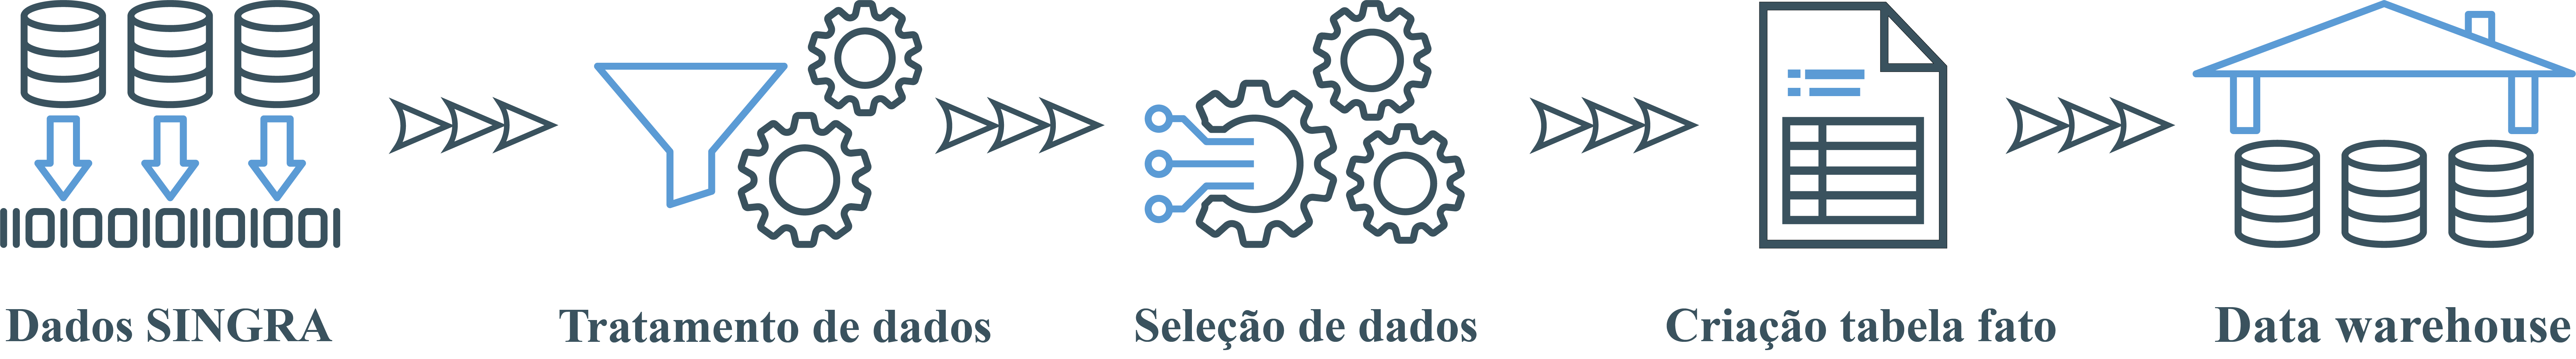 IIOIOOIOIIOIOOI
Dados SINGRA
Tratamento de dados
Seleção de dados
Criação tabela fato
Data warehouse